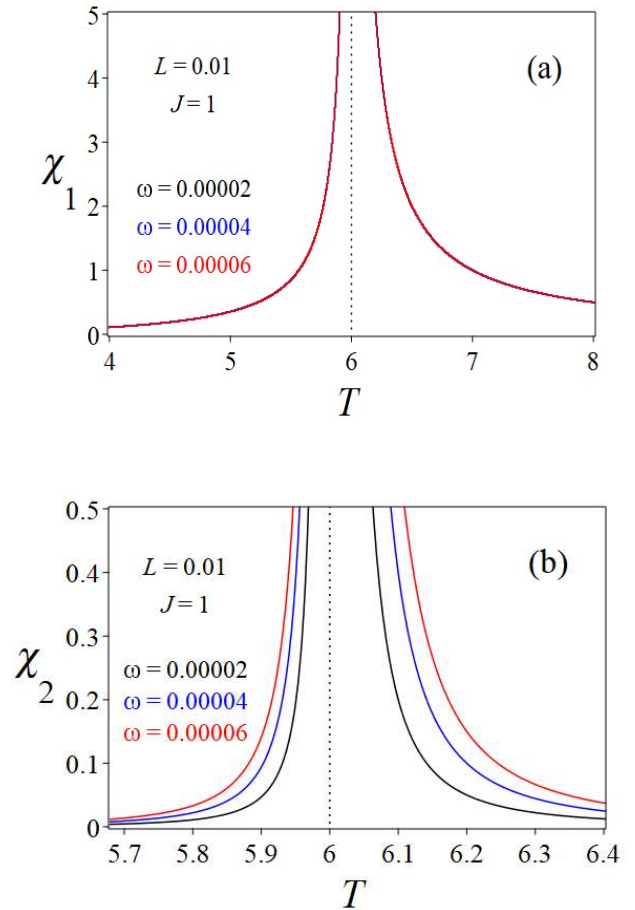 5
4
3
2
1
0
χ1
L = 0.01
J = 1
(a)
ω = 0.00002
ω = 0.00004
ω = 0.00006
4 5 6 7 8
T
0.5
0.4
0.3
0.2
0.1
0
χ2
L = 0.01
J = 1
(b)
ω = 0.00002
ω = 0.00004
ω = 0.00006
5.7 5.8 5.9 6 6.1 6.2 6.3 6.4
T